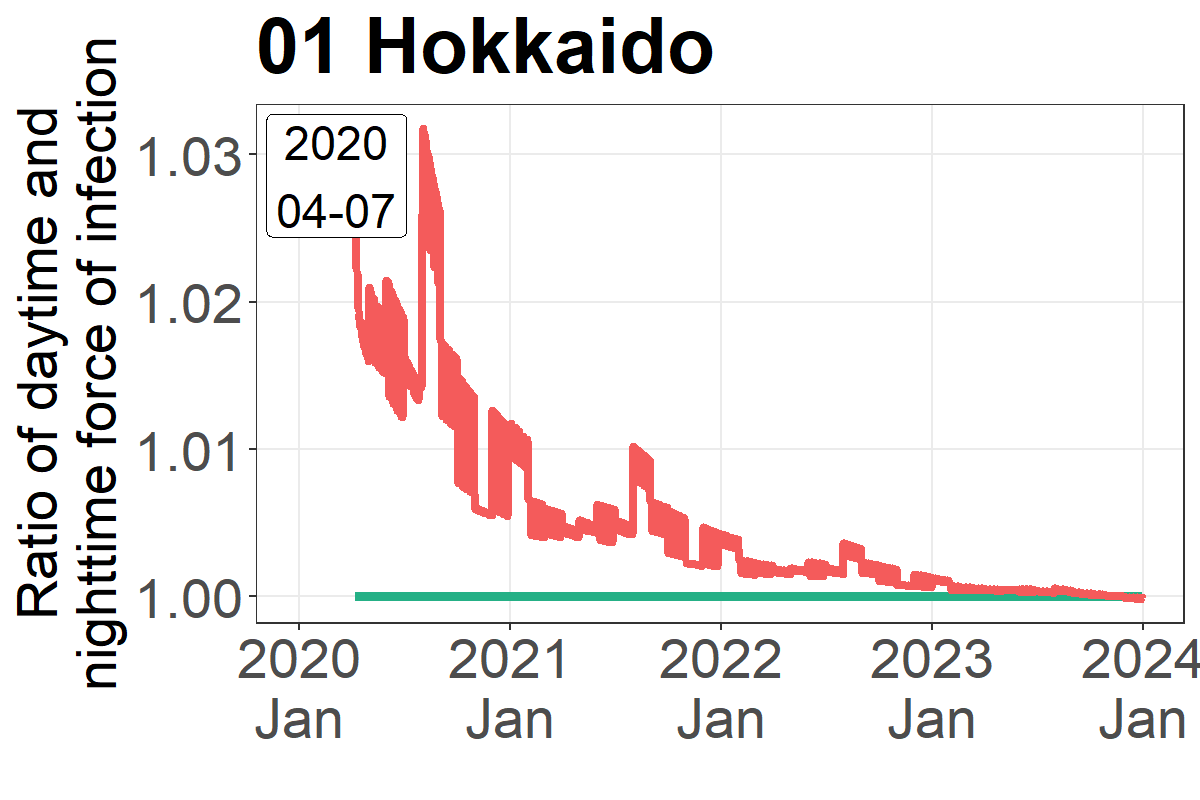 01 Hokkaido
Ratio of daytime and
nighttime force of infection
2020
04-07
1.03
1.02
1.01
1.00
2020
Jan
2021
Jan
2022
Jan
2023
Jan
2024
Jan